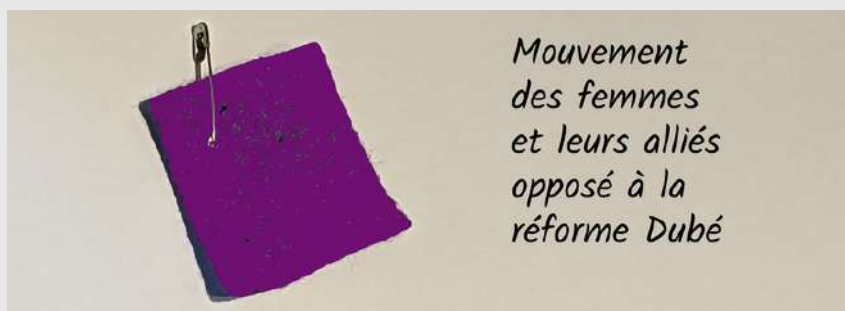 Mouvement
des femmes
et leurs alliés
opposé à la
réforme Dubé